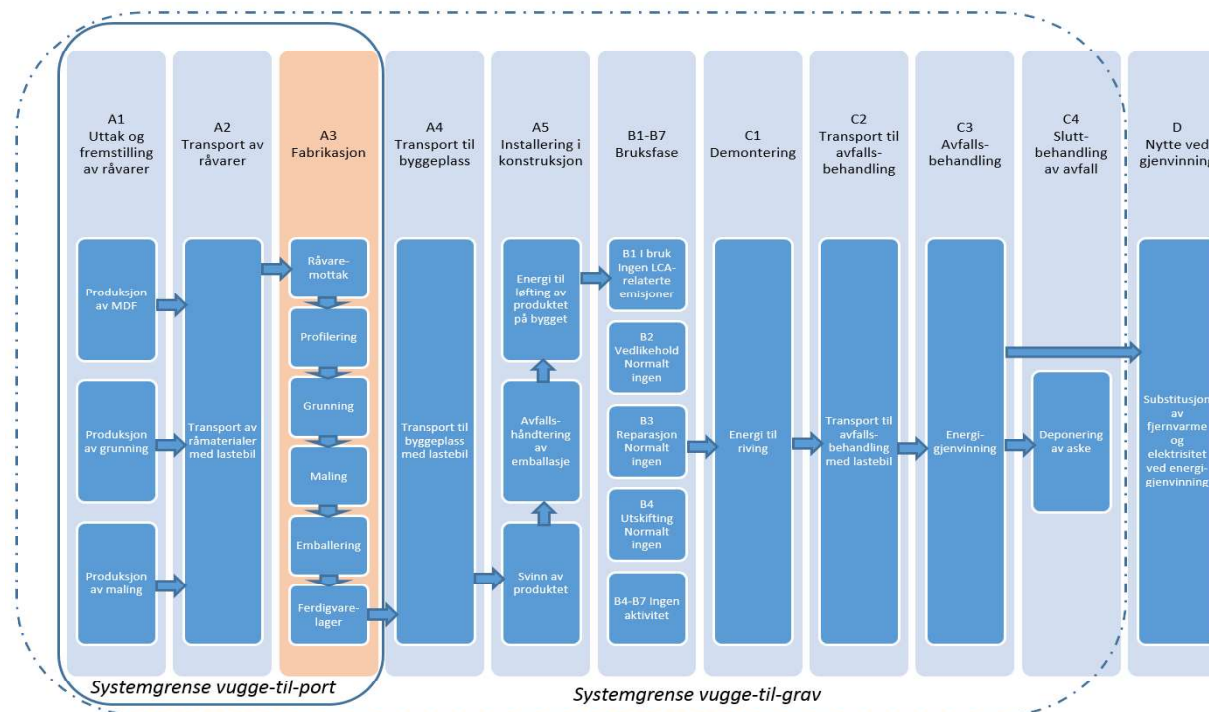 A1
Uttak og
fremstilling
av råvarer
A2
Transport av
råvarer
A3
Fabrikasjon
A4
Transport til
byggeplass
A5
Installering i
konstruksjon
B1-B7
Bruksfase
C1
Demontering
C2
Transport til
avfalls-
behandling
C3
Avfalls-
behandling
C4
Slutt-
behandling
av avfall
D
Nytte ved
gjenvinning
Produksjon
av MDF
Produksjon
av grunning
Produksjon
av maling
Transport av
råmaterialer
med lastebil
Råvare-
mottak
Profilering
Grunning
Maling
Emballering
Ferdigvare-
lager
Transport til
byggeplass
med lastebil
Energi til
løfting av
produktet
på bygget
Avfalls-
håndtering
av
emballasje
Svinn av
produktet
B1 I bruk
Ingen LCA-
relaterte
emisjoner
B2
Vedlikehold
Normalt
ingen
B3
Reparasjon
Normalt
ingen
B4
Utskifting
Normalt
ingen
B4-B7 Ingen
aktivitet
Energi til
riving
Transport til
avfalls-
behandling
med lastebil
Energi-
gjenvinning
Deponering
av aske
Substitusjon
av
fjernvarme
og
elektrisitet
ved energi-
gjenvinning
Systemgrense vugge-til-port
Systemgrense vugge-til-grav